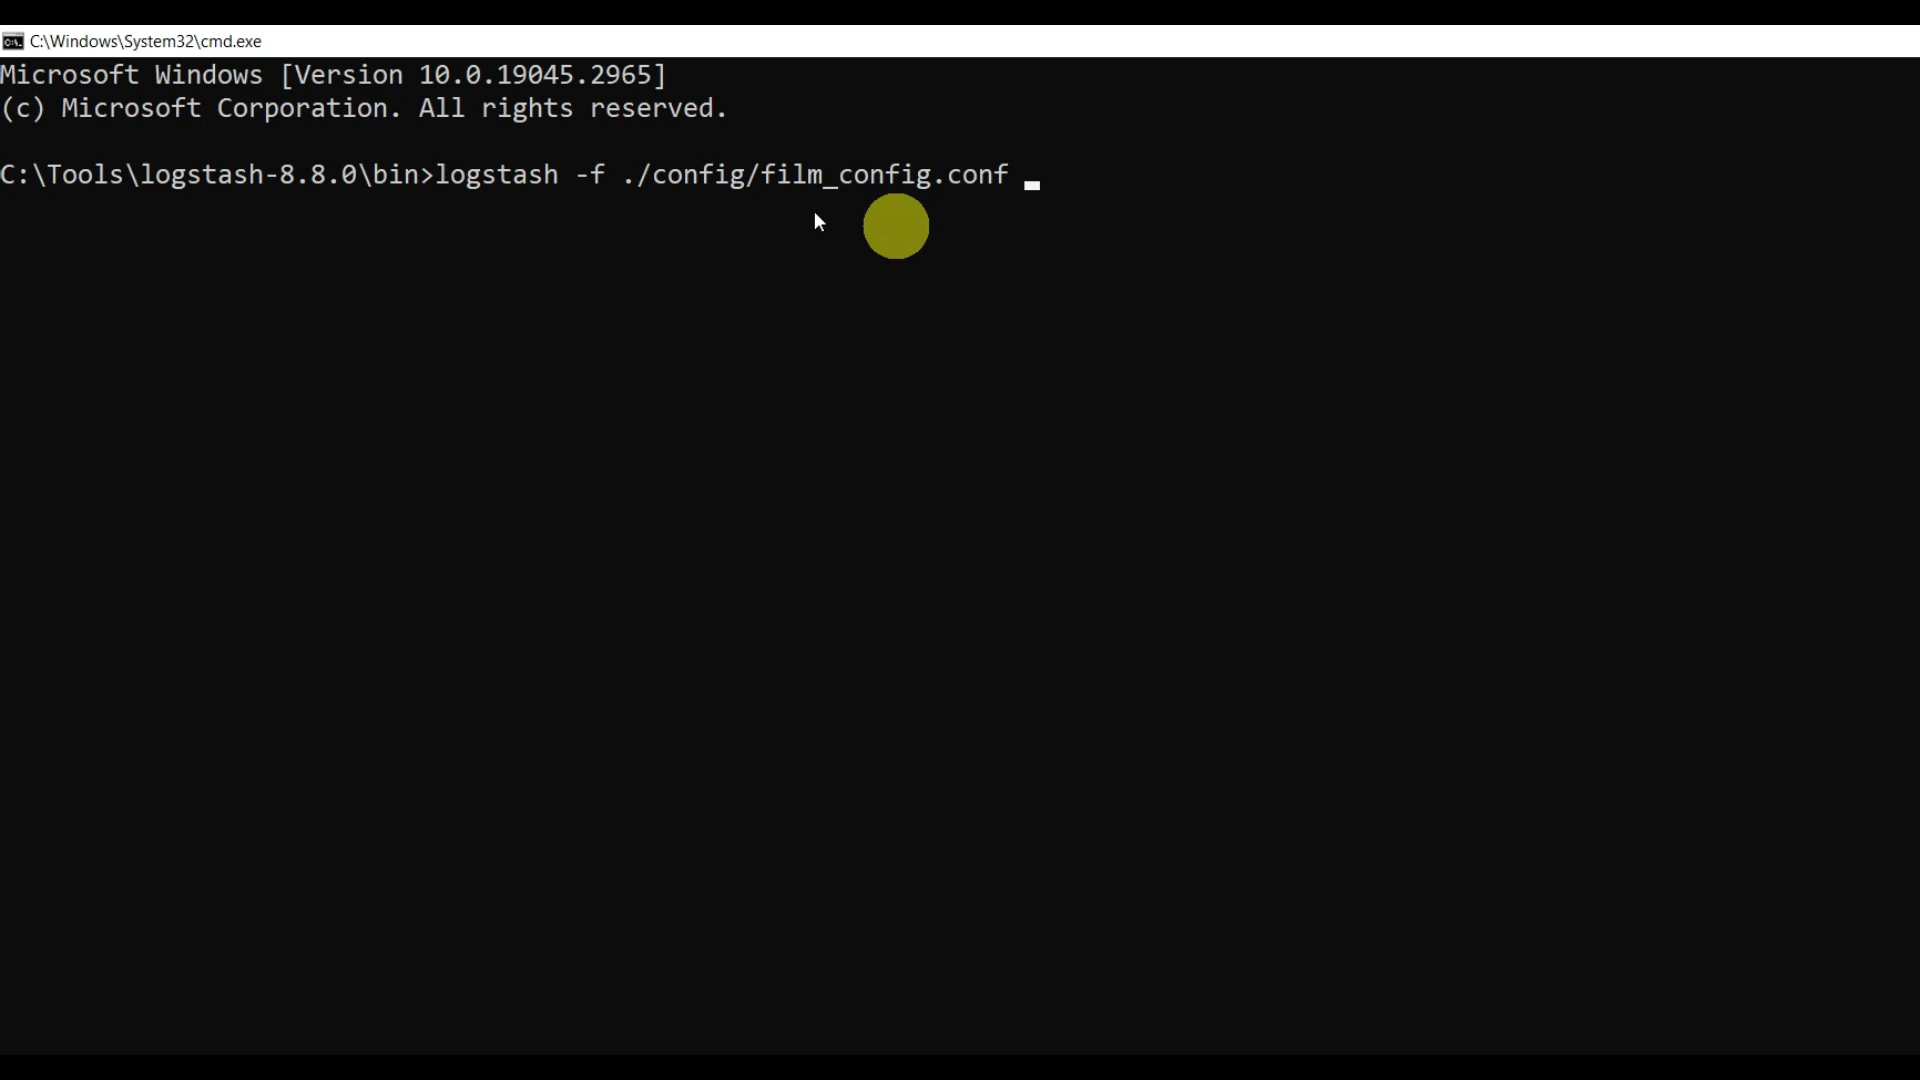 C:\Windows\System32\cmd.exe
Microsoft Windows [Version 10.0.19045.2965]
(c) Microsoft Corporation. All rights reserved.
C:\Tools\logstash-8.8.0\bin>logstash -f ./config/film_config.conf